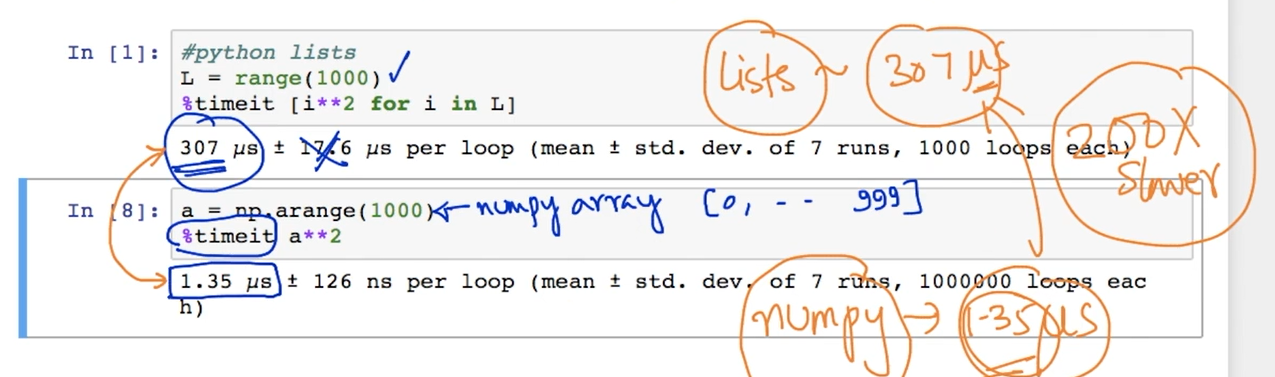 In [1]: #python lists
L = range(1000)
%timeit [i**2 for i in L]
307 µs ± 17.6 µs per loop (mean ± std. dev. of 7 runs, 1000 loops each)
Lists ~ 307 µs
200X
slower
In [8]: a = np.arange(1000) ← numpy array [0, -- 999]
%timeit a**2
1.35 µs ± 126 ns per loop (mean ± std. dev. of 7 runs, 1000000 loops eac
h)
numpy → 1.35 µs